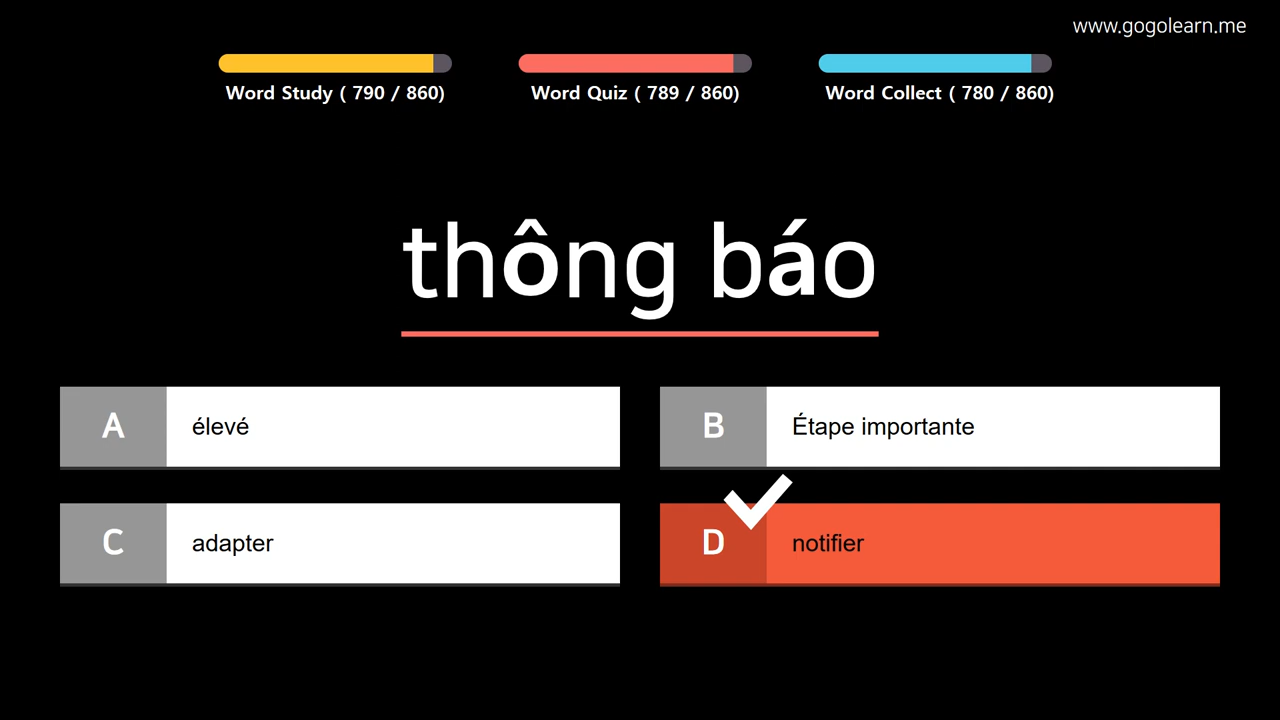 www.gogolearn.me
Word Study ( 790 / 860)
Word Quiz ( 789 / 860)
Word Collect ( 780 / 860)
thông báo
A élevé
B Étape importante
C adapter
D notifier